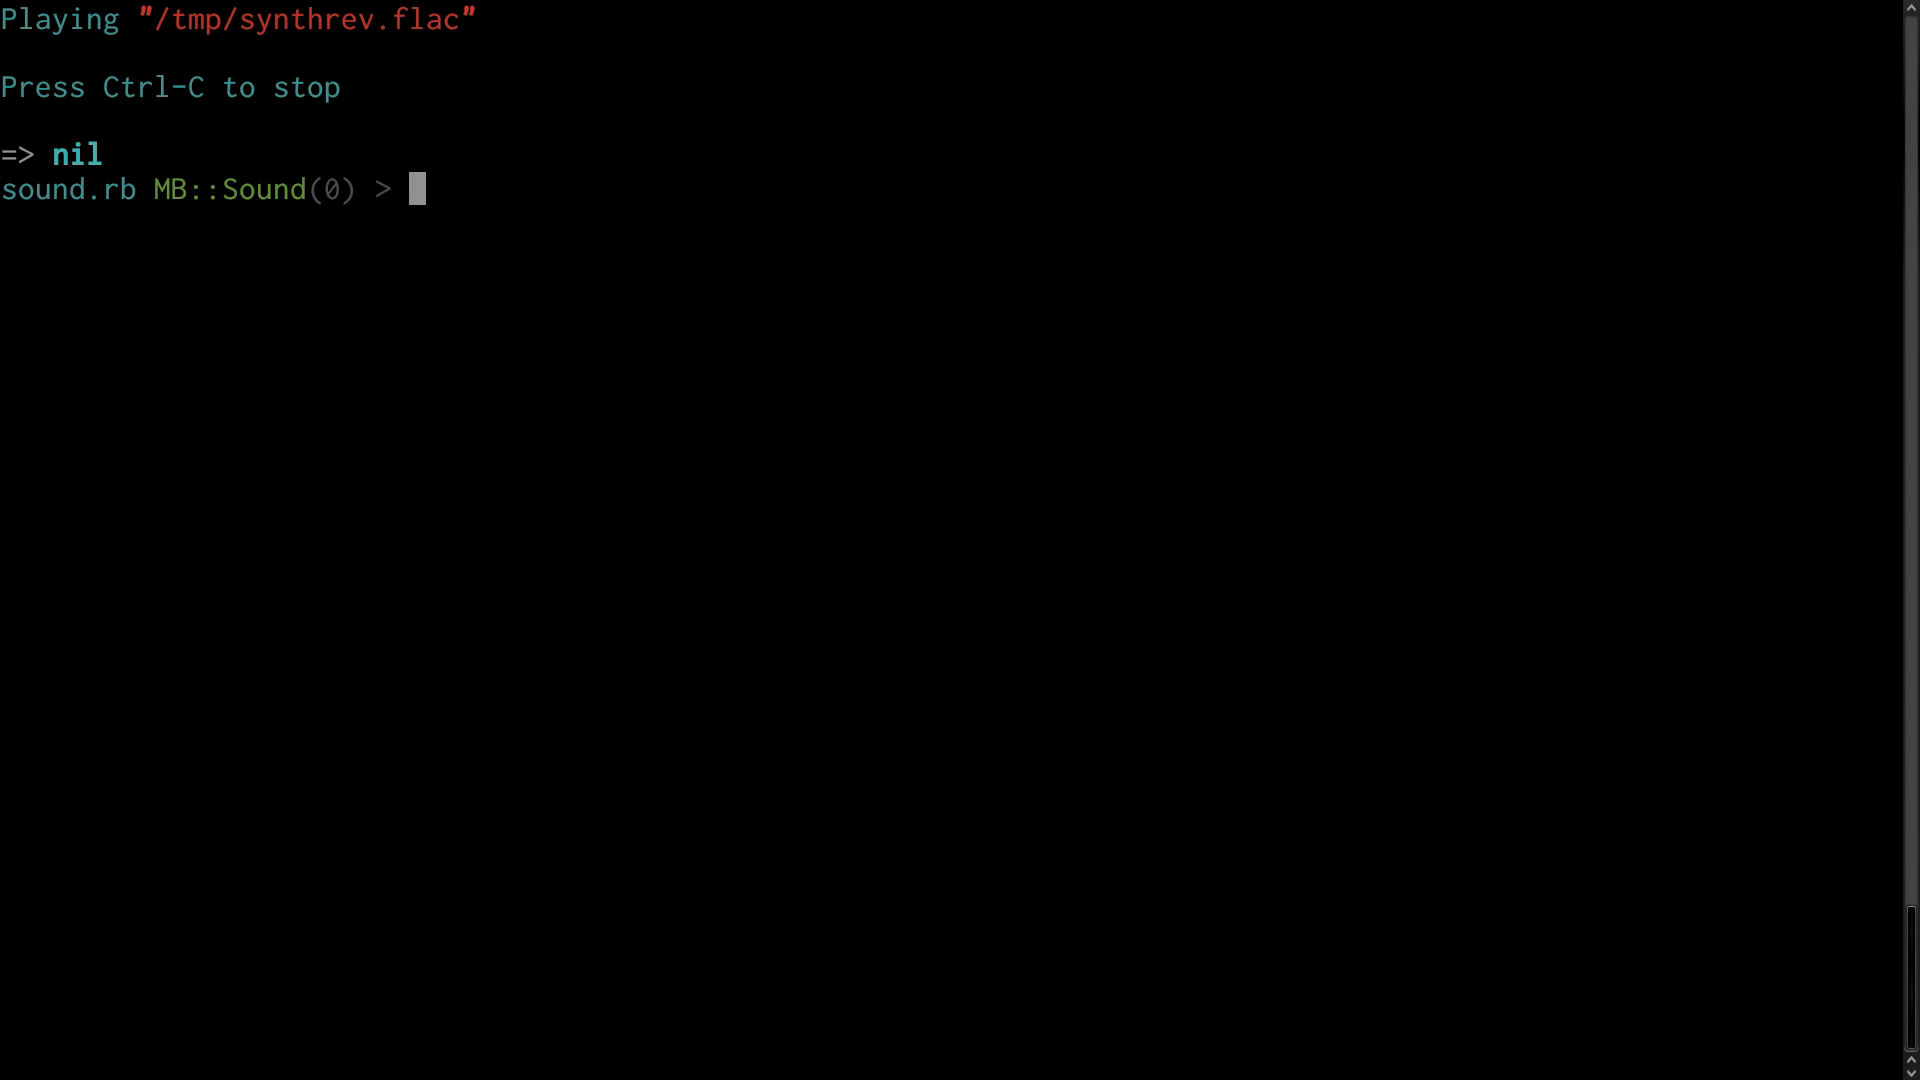 Playing "/tmp/synthrev.flac"
Press Ctrl-C to stop
=> nil
sound.rb MB::Sound(0) >